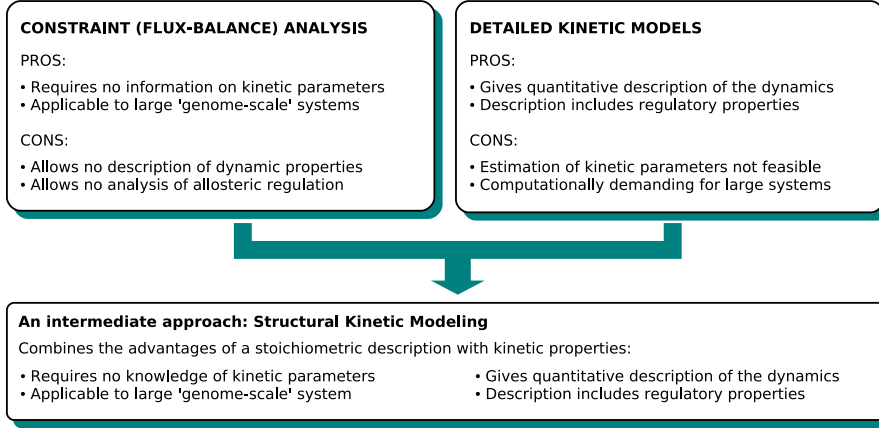 CONSTRAINT (FLUX-BALANCE) ANALYSIS
PROS:
• Requires no information on kinetic parameters
• Applicable to large 'genome-scale' systems
CONS:
• Allows no description of dynamic properties
• Allows no analysis of allosteric regulation
DETAILED KINETIC MODELS
PROS:
• Gives quantitative description of the dynamics
• Description includes regulatory properties
CONS:
• Estimation of kinetic parameters not feasible
• Computationally demanding for large systems
An intermediate approach: Structural Kinetic Modeling
Combines the advantages of a stoichiometric description with kinetic properties:
• Requires no knowledge of kinetic parameters
• Applicable to large 'genome-scale' system
• Gives quantitative description of the dynamics
• Description includes regulatory properties